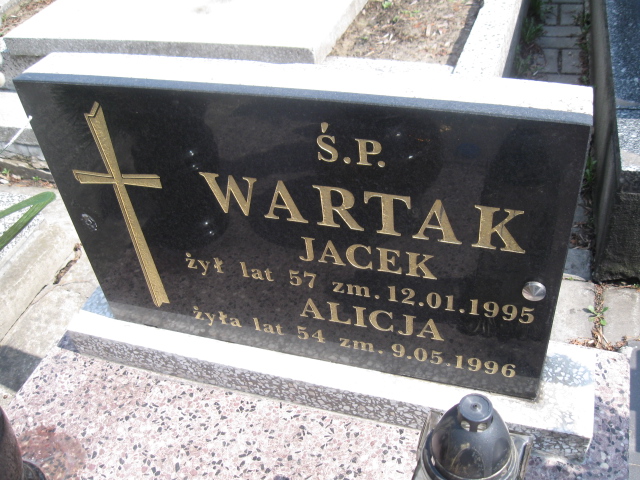 Ś.P.
WARTAK
JACEK
żył lat 57 zm. 12.01.1995
ALICJA
żyła lat 54 zm. 9.05.1996